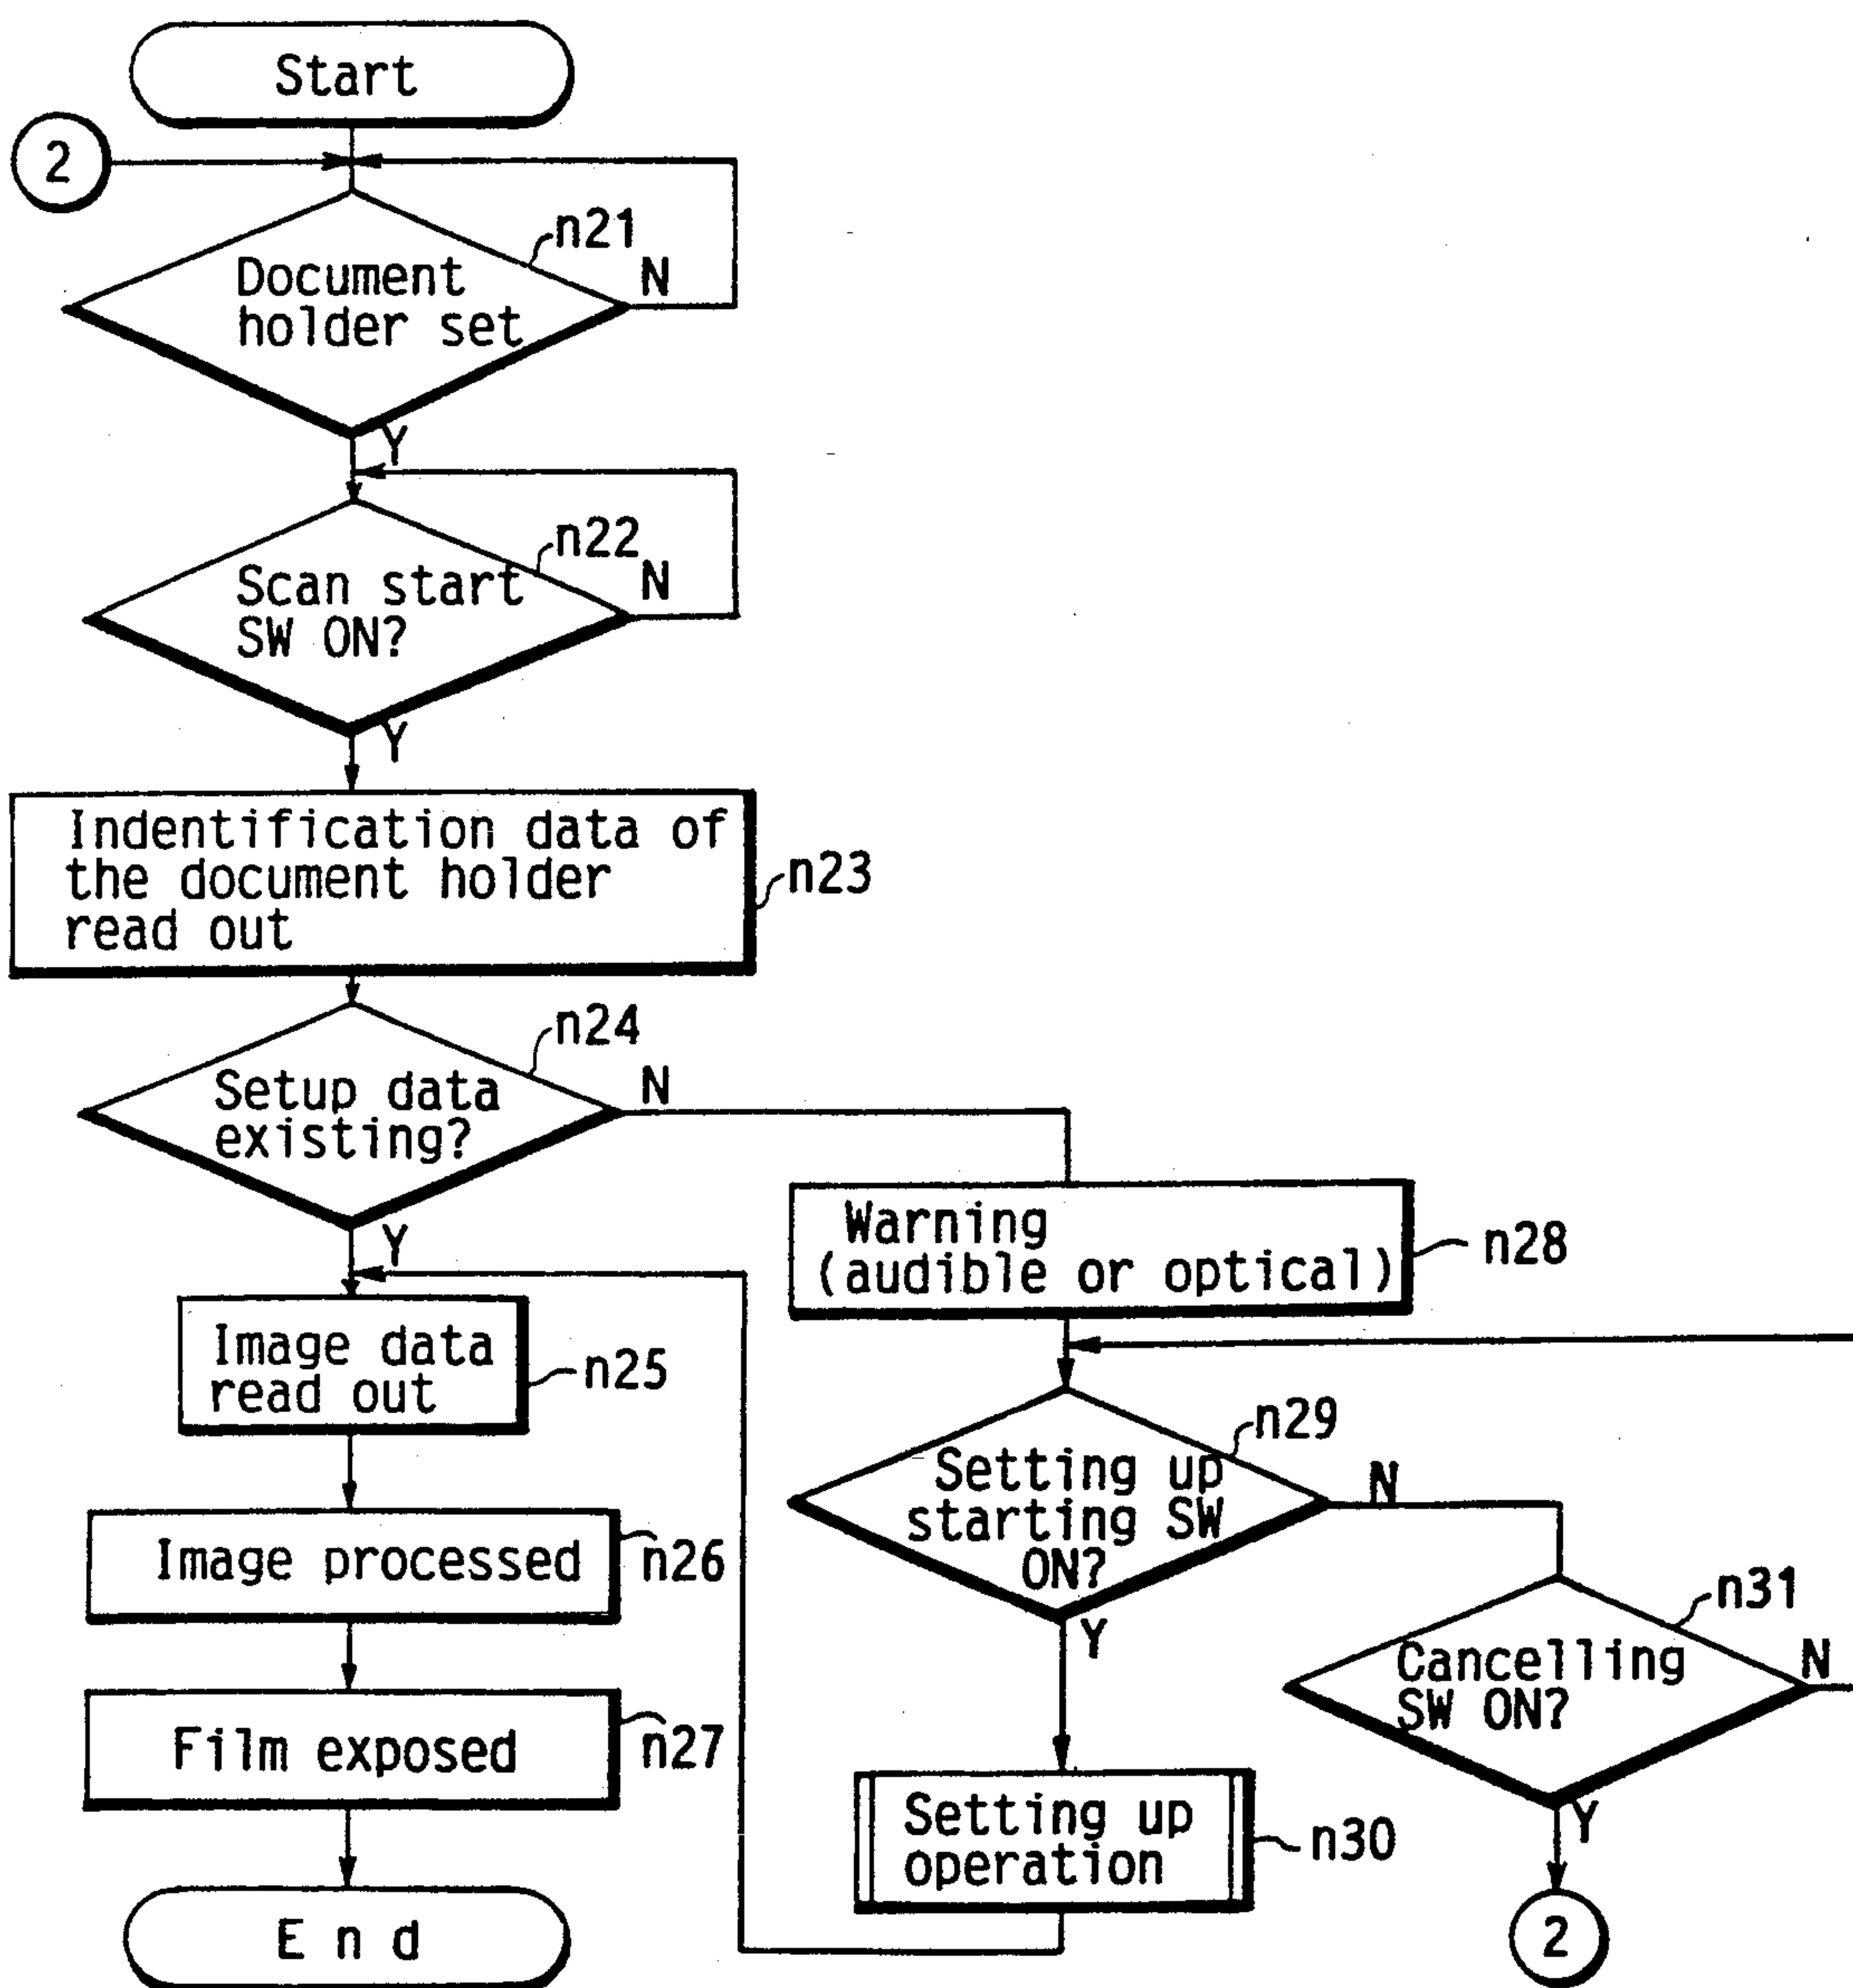 Start
2
n21
Document
holder set
N
Y
n22
Scan start
SW ON?
N
Y
Indentification data of
the document holder
read out
n23
n24
Setup data
existing?
N
Y
Warning
(audible or optical)
n28
Image data
read out
n25
n29
Setting up
starting SW
ON?
N
Y
Image processed
n26
n31
Cancelling
SW ON?
N
Y
Film exposed
n27
Setting up
operation
n30
End
2